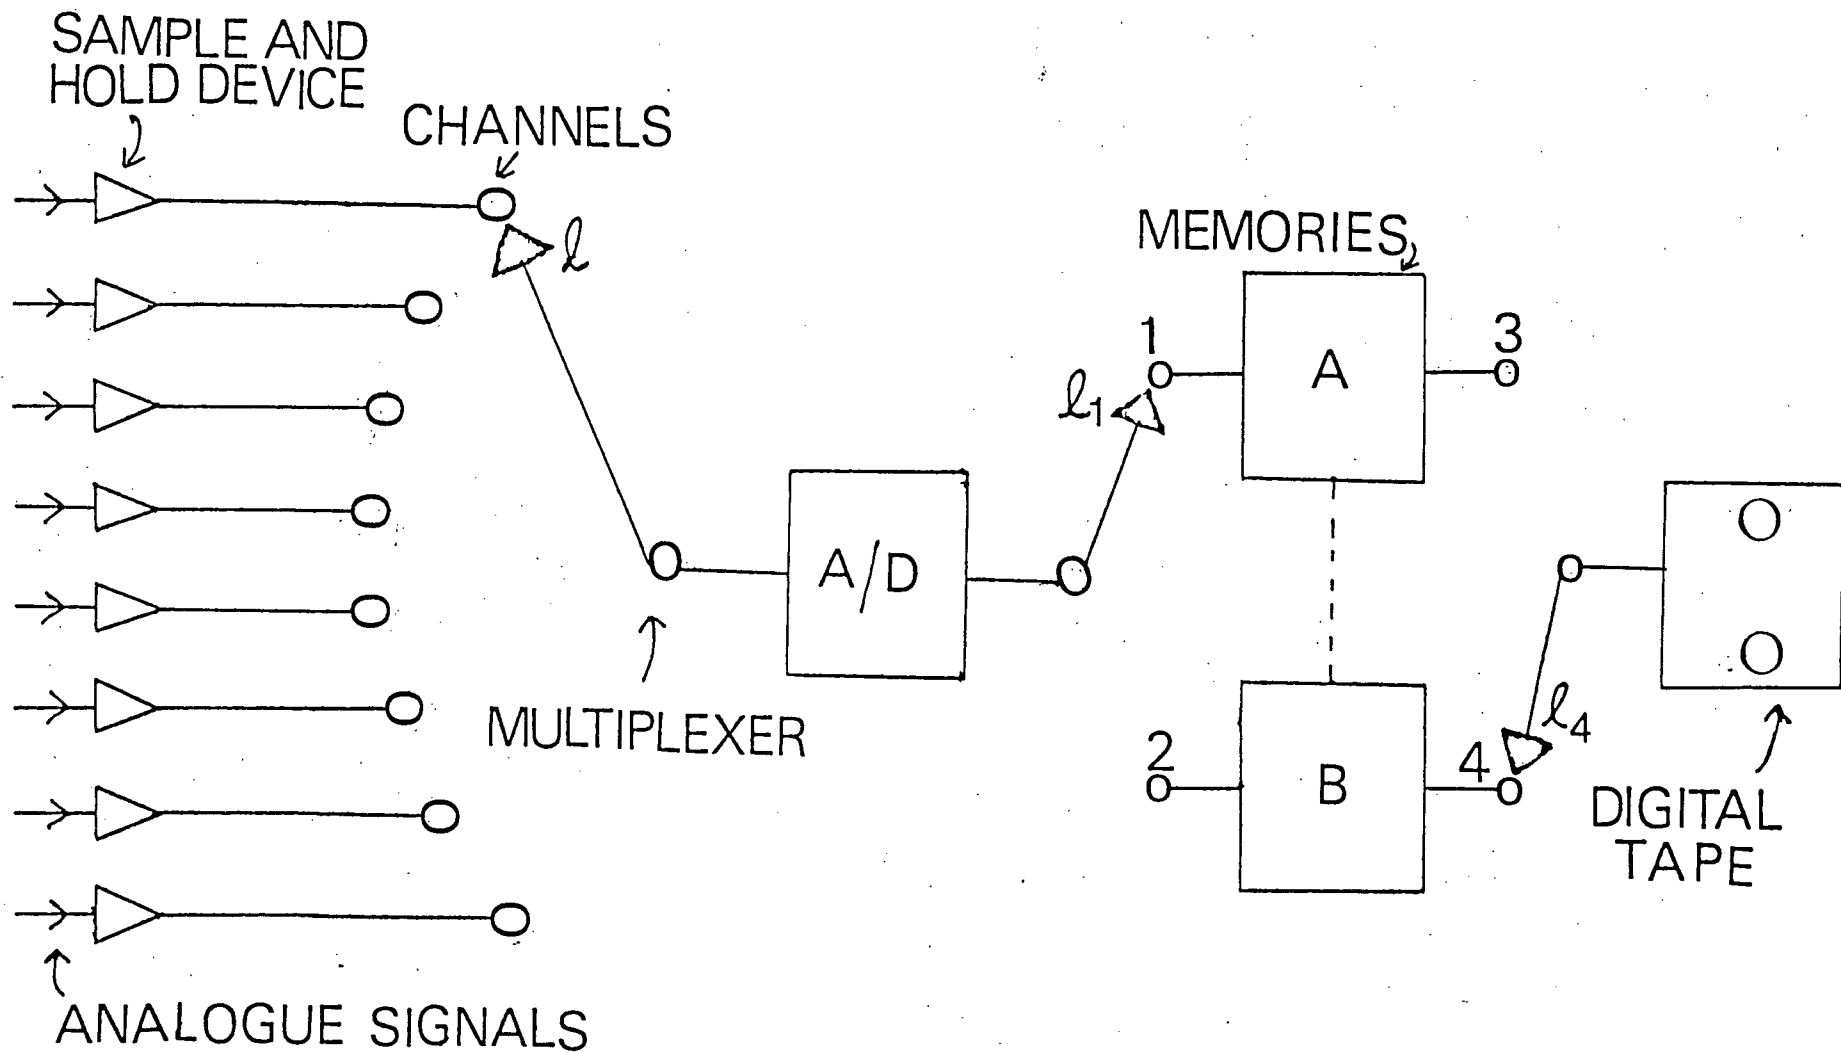 SAMPLE AND
HOLD DEVICE
CHANNELS
ℓ
MEMORIES
1
ℓ1
A
3
A/D
MULTIPLEXER
2
B
4
ℓ4
DIGITAL
TAPE
ANALOGUE SIGNALS